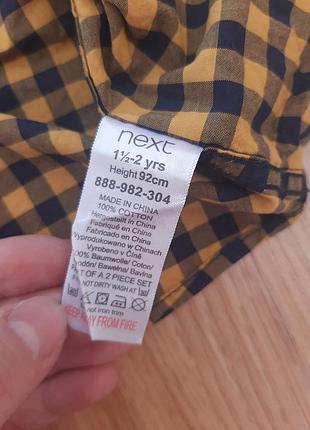 next
1½-2 yrs
Height 92cm
888-982-304
MADE IN CHINA
100% COTTON
Hergestellt in China
Fabriqué en Chine
Fabricado en China
Wyprodukowano w Chinach
Vyrobeno v Číně
100% Baumwolle/Coton/
Algodón/Bawełna/Bavlna
PART OF A 2 PIECE SET
DO NOT DIRTY WASH AT
Do not iron trim
KEEP AWAY FROM FIRE